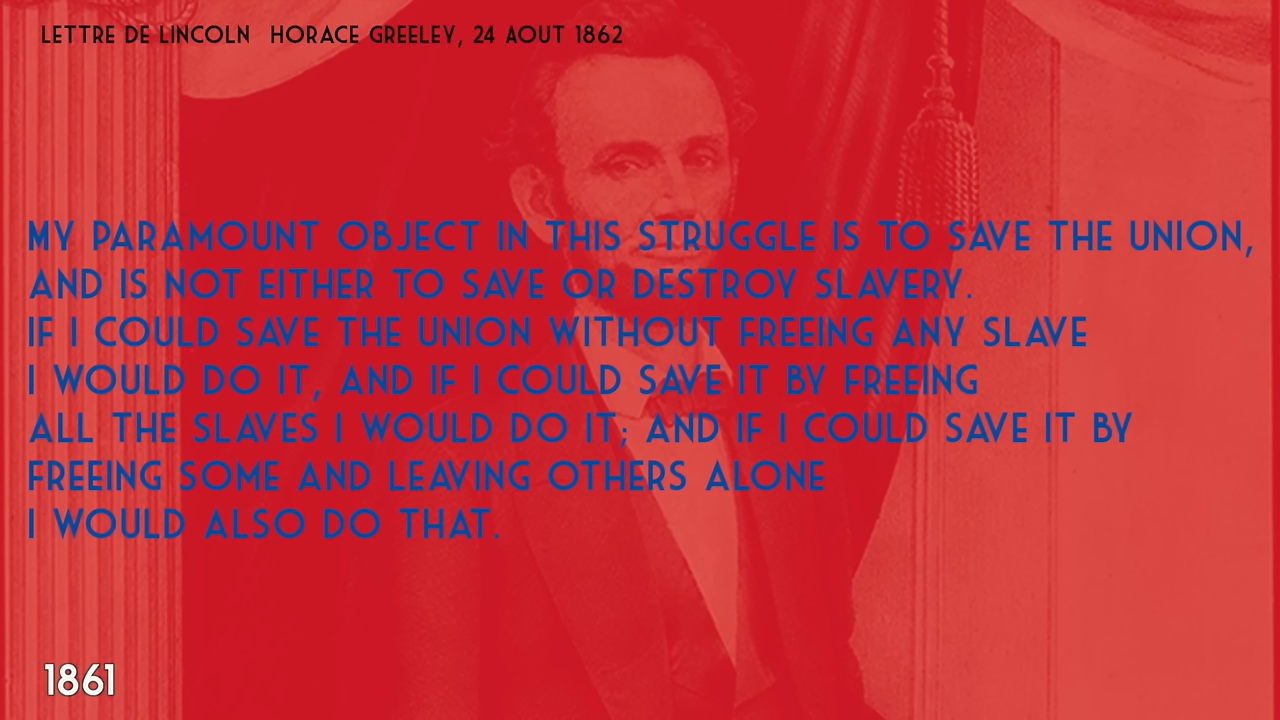 LETTRE DE LINCOLN  HORACE GREELEY, 24 AOUT 1862
MY PARAMOUNT OBJECT IN THIS STRUGGLE IS TO SAVE THE UNION,
AND IS NOT EITHER TO SAVE OR DESTROY SLAVERY.
IF I COULD SAVE THE UNION WITHOUT FREEING ANY SLAVE
I WOULD DO IT, AND IF I COULD SAVE IT BY FREEING
ALL THE SLAVES I WOULD DO IT; AND IF I COULD SAVE IT BY
FREEING SOME AND LEAVING OTHERS ALONE
I WOULD ALSO DO THAT.
1861